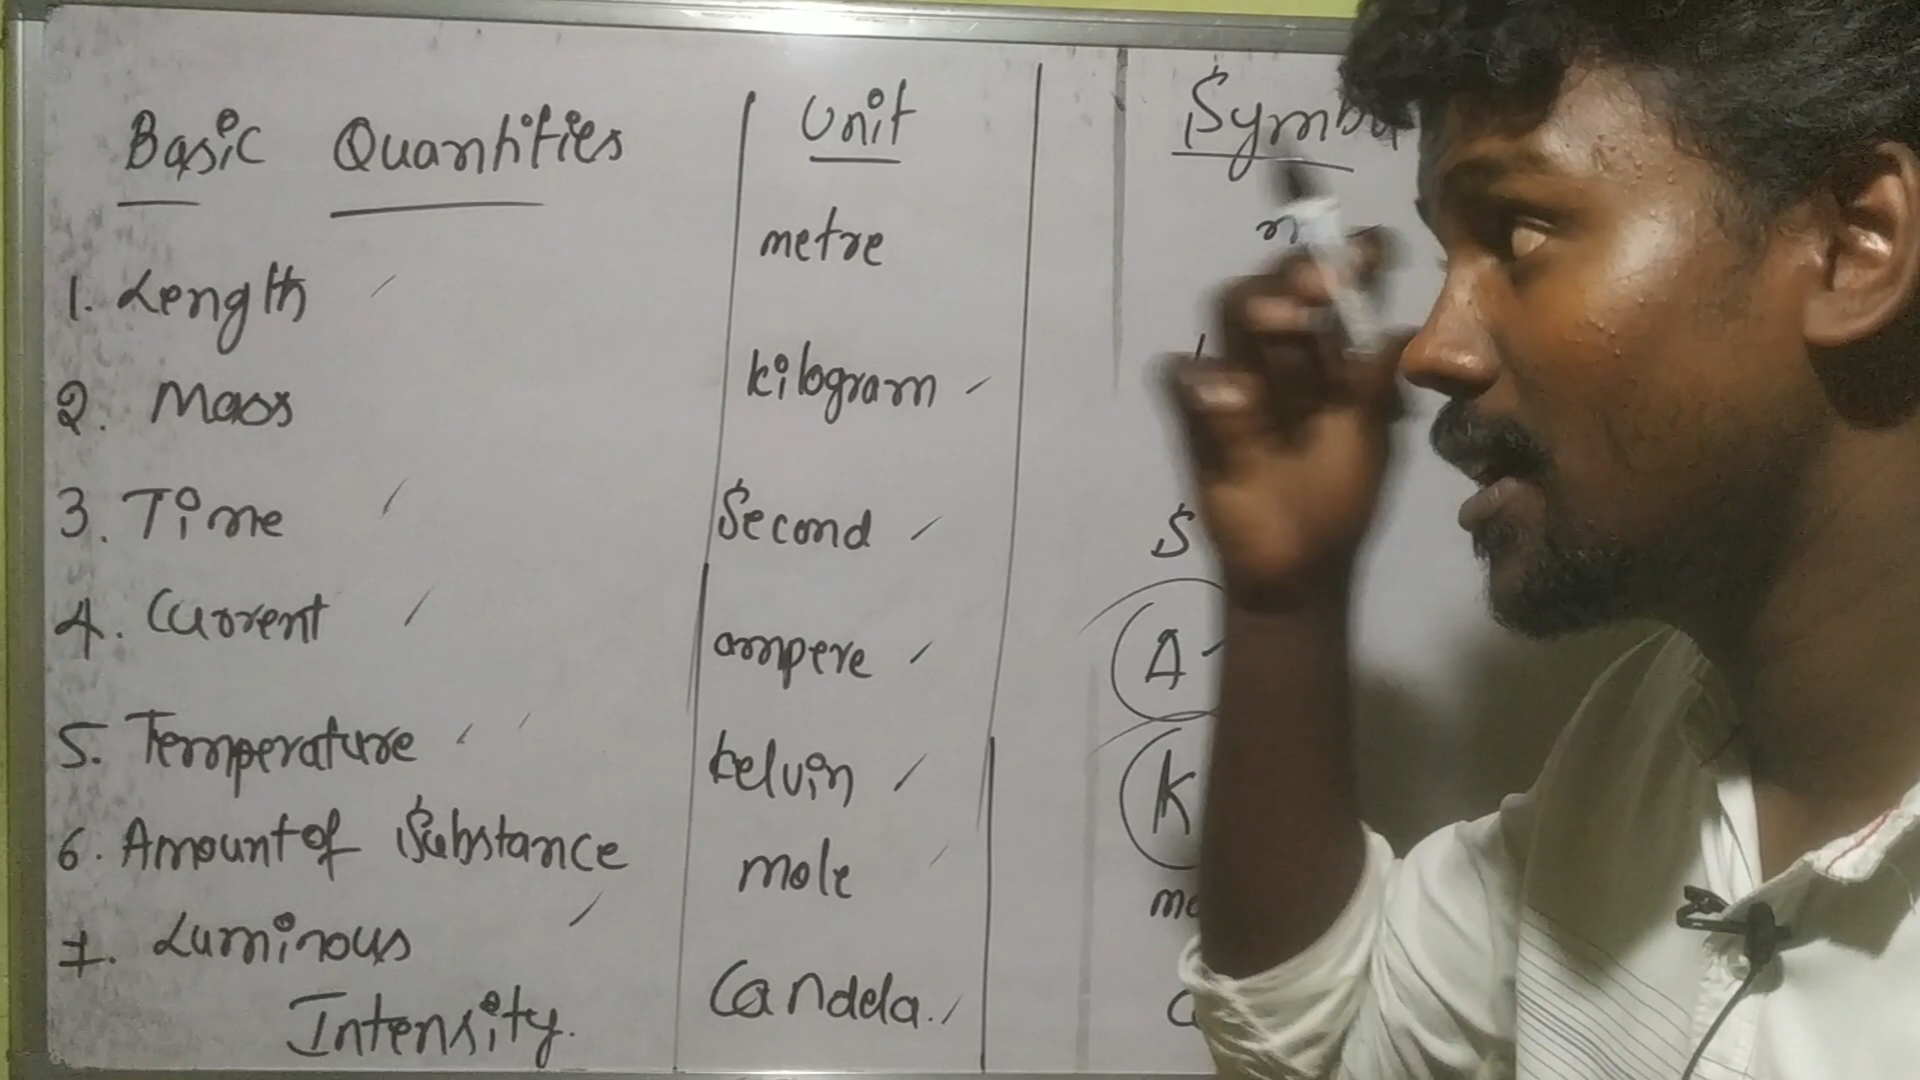 Basic Quantities Unit
metre
1. Length
kilogram
2. Mass
3. Time Second S
4. Current ampere A
5. Temperature kelvin K
6. Amount of Substance mole
7. Luminous Intensity. Candela.